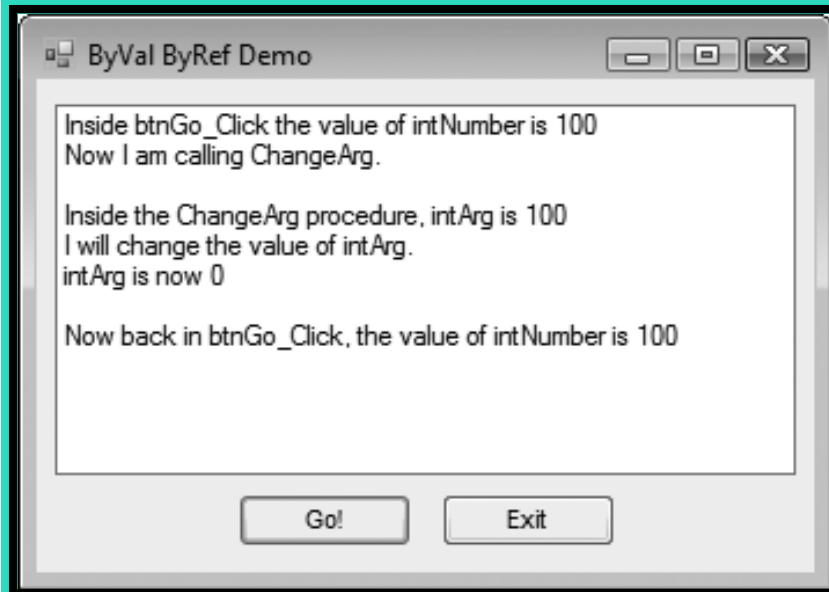 ByVal ByRef Demo
Inside btnGo_Click the value of intNumber is 100
Now I am calling ChangeArg.
Inside the ChangeArg procedure, intArg is 100
I will change the value of intArg.
intArg is now 0
Now back in btnGo_Click, the value of intNumber is 100
Go!
Exit